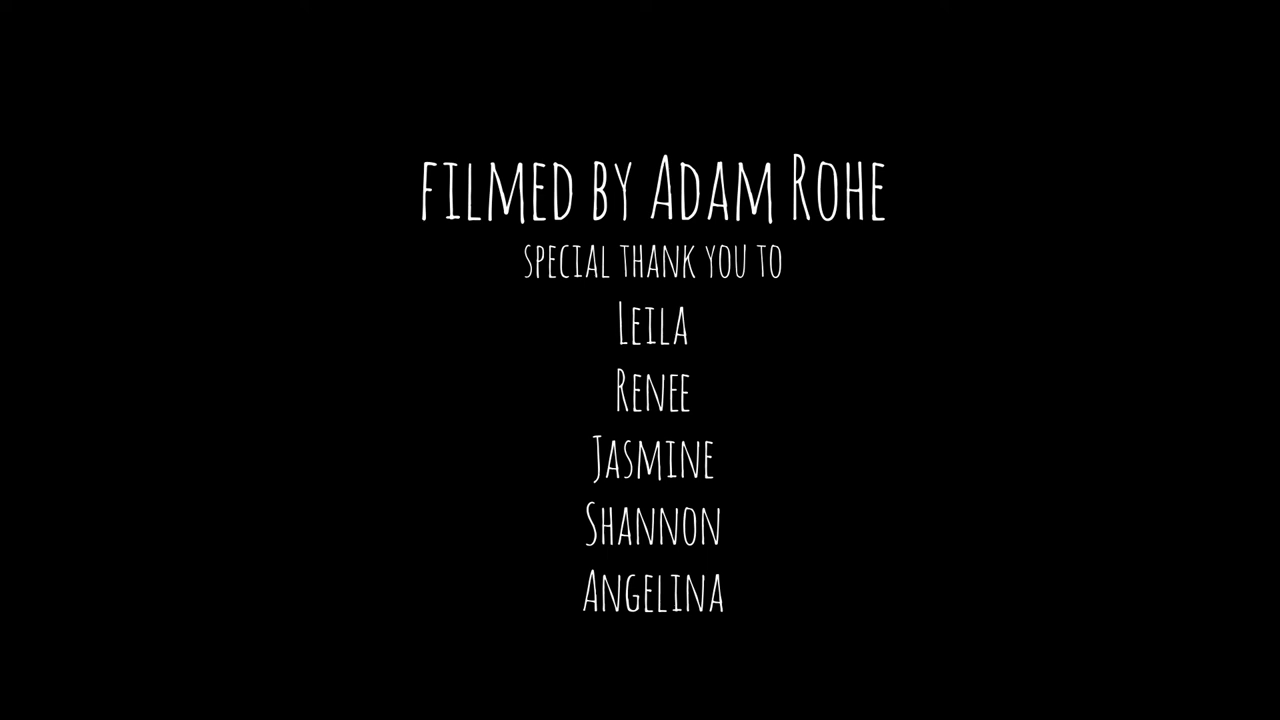 filmed by Adam Rohe
special thank you to
Leila
Renee
Jasmine
Shannon
Angelina